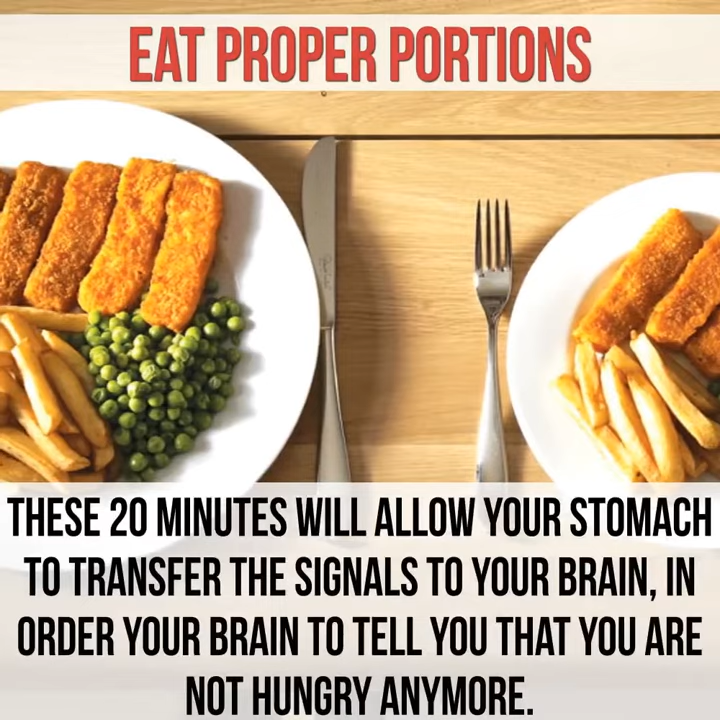 EAT PROPER PORTIONS
THESE 20 MINUTES WILL ALLOW YOUR STOMACH
TO TRANSFER THE SIGNALS TO YOUR BRAIN, IN
ORDER YOUR BRAIN TO TELL YOU THAT YOU ARE
NOT HUNGRY ANYMORE.